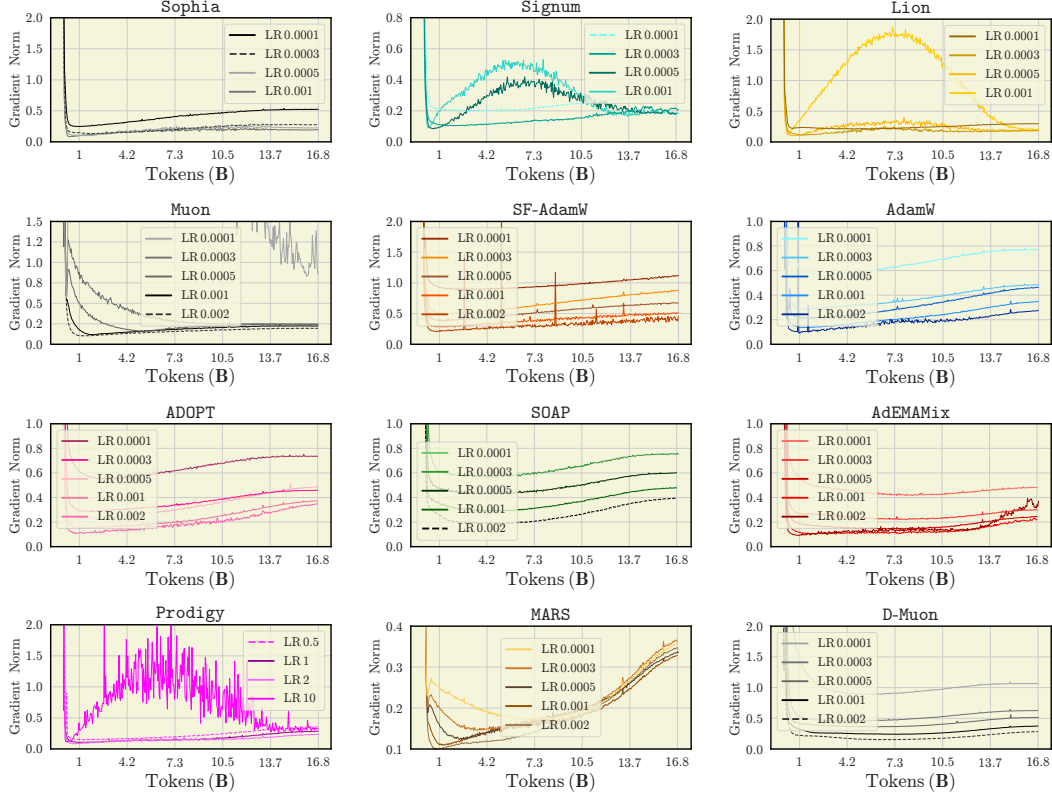 Sophia
Gradient Norm
2.0
1.5
1.0
0.5
0.0
LR 0.0001
LR 0.0003
LR 0.0005
LR 0.001
1 4.2 7.3 10.5 13.7 16.8
Tokens (B)
Signum
Gradient Norm
0.8
0.6
0.4
0.2
0.0
LR 0.0001
LR 0.0003
LR 0.0005
LR 0.001
1 4.2 7.3 10.5 13.7 16.8
Tokens (B)
Lion
Gradient Norm
2.0
1.5
1.0
0.5
0.0
LR 0.0001
LR 0.0003
LR 0.0005
LR 0.001
1 4.2 7.3 10.5 13.7 16.8
Tokens (B)
Muon
Gradient Norm
1.5
1.2
1.0
0.8
0.5
0.2
0.0
LR 0.0001
LR 0.0003
LR 0.0005
LR 0.001
LR 0.002
1 4.2 7.3 10.5 13.7 16.8
Tokens (B)
SF-AdamW
Gradient Norm
2.0
1.5
1.0
0.5
0.0
LR 0.0001
LR 0.0003
LR 0.0005
LR 0.001
LR 0.002
1 4.2 7.3 10.5 13.7 16.8
Tokens (B)
AdamW
Gradient Norm
1.0
0.8
0.6
0.4
0.2
0.0
LR 0.0001
LR 0.0003
LR 0.0005
LR 0.001
LR 0.002
1 4.2 7.3 10.5 13.7 16.8
Tokens (B)
ADOPT
Gradient Norm
1.0
0.8
0.6
0.4
0.2
0.0
LR 0.0001
LR 0.0003
LR 0.0005
LR 0.001
LR 0.002
1 4.2 7.3 10.5 13.7 16.8
Tokens (B)
SOAP
Gradient Norm
1.0
0.8
0.6
0.4
0.2
0.0
LR 0.0001
LR 0.0003
LR 0.0005
LR 0.001
LR 0.002
1 4.2 7.3 10.5 13.7 16.8
Tokens (B)
AdEMAMix
Gradient Norm
1.0
0.8
0.6
0.4
0.2
0.0
LR 0.0001
LR 0.0003
LR 0.0005
LR 0.001
LR 0.002
1 4.2 7.3 10.5 13.7 16.8
Tokens (B)
Prodigy
Gradient Norm
2.0
1.5
1.0
0.5
0.0
LR 0.5
LR 1
LR 2
LR 10
1 4.2 7.3 10.5 13.7 16.8
Tokens (B)
MARS
Gradient Norm
0.4
0.3
0.2
0.1
LR 0.0001
LR 0.0003
LR 0.0005
LR 0.001
LR 0.002
1 4.2 7.3 10.5 13.7 16.8
Tokens (B)
D-Muon
Gradient Norm
2.0
1.5
1.0
0.5
0.0
LR 0.0001
LR 0.0003
LR 0.0005
LR 0.001
LR 0.002
1 4.2 7.3 10.5 13.7 16.8
Tokens (B)